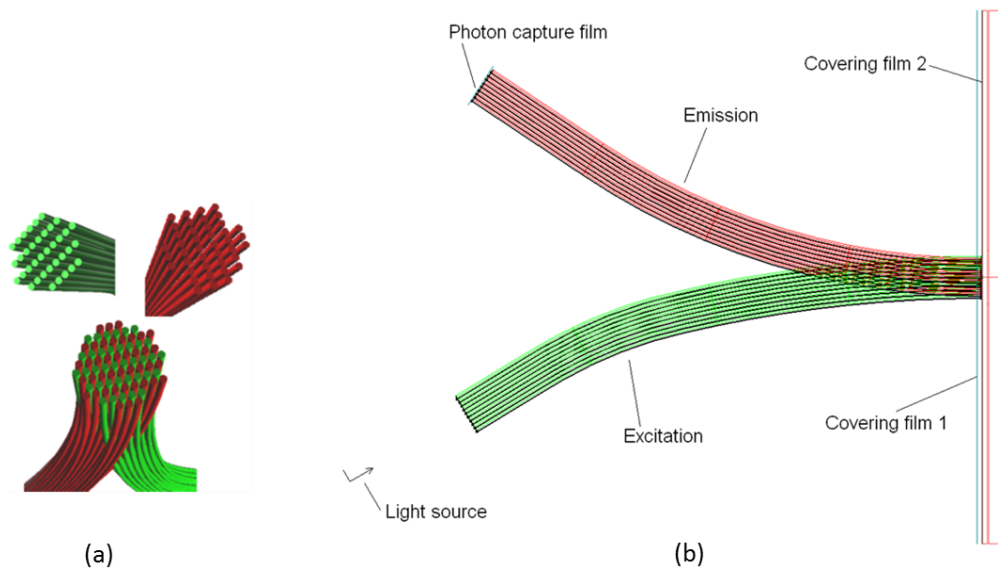 Photon capture film
Covering film 2
Emission
Covering film 1
Excitation
Light source
(a)
(b)